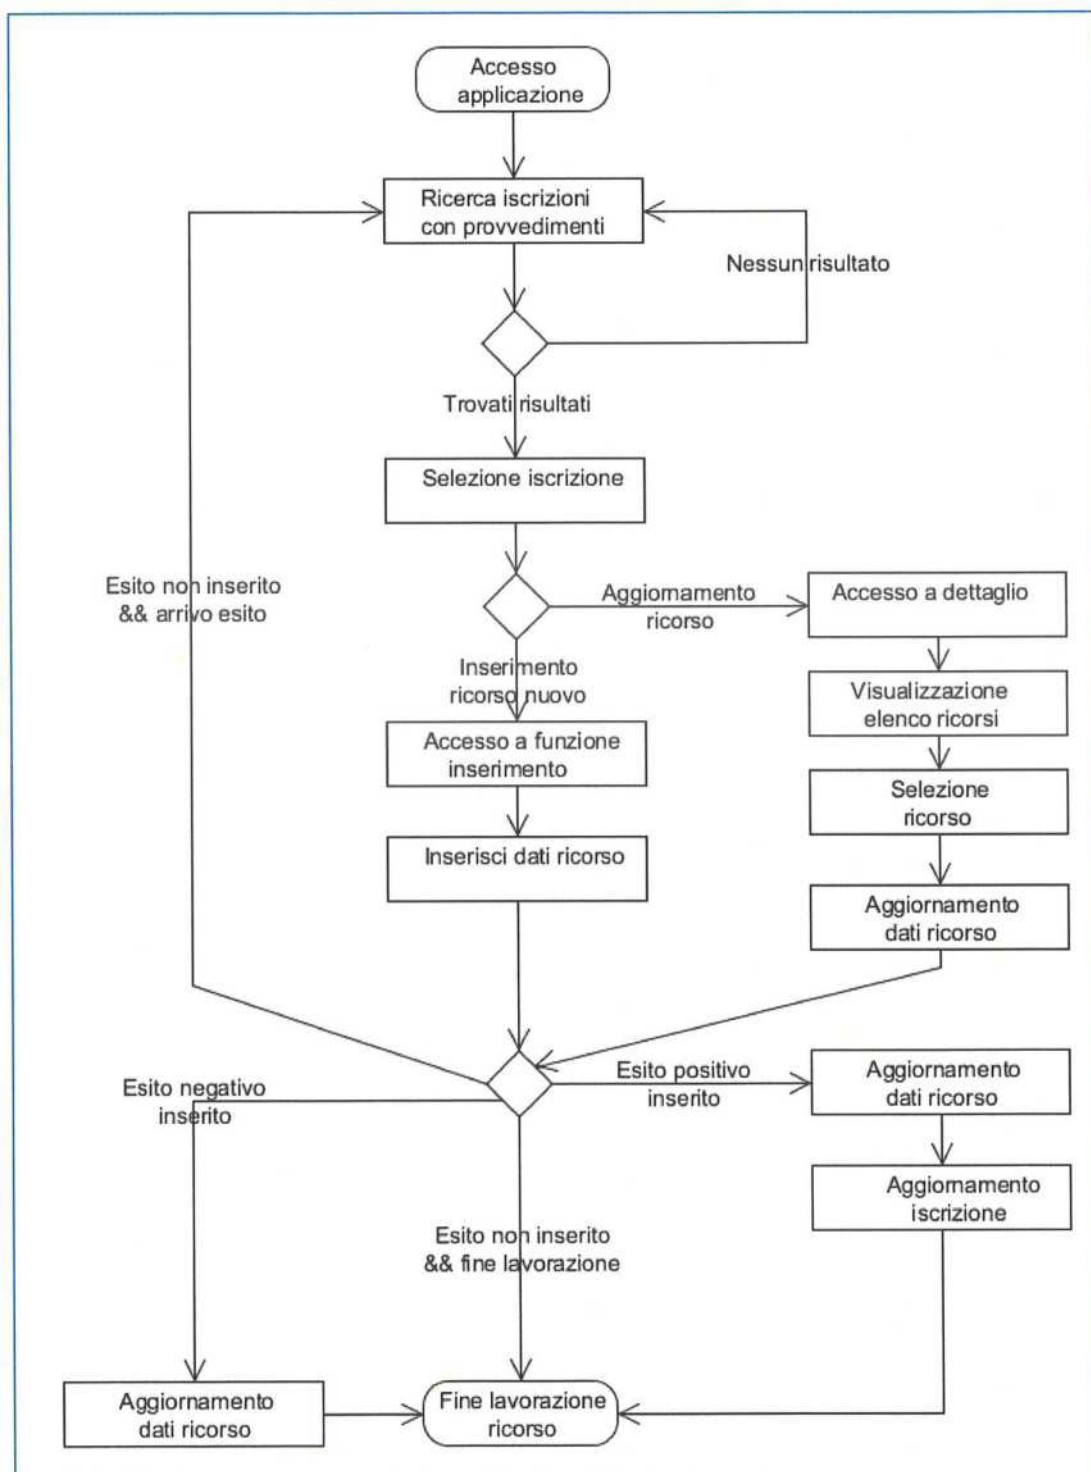 Accesso
applicazione
Ricerca iscrizioni
con provvedimenti
Nessun risultato
Trovati risultati
Selezione iscrizione
Esito non inserito
&& arrivo esito
Aggiornamento
ricorso
Accesso a dettaglio
Inserimento
ricorso nuovo
Visualizzazione
elenco ricorsi
Accesso a funzione
inserimento
Selezione
ricorso
Inserisci dati ricorso
Aggiornamento
dati ricorso
Esito negativo
inserito
Esito positivo
inserito
Aggiornamento
dati ricorso
Aggiornamento
iscrizione
Esito non inserito
&& fine lavorazione
Aggiornamento
dati ricorso
Fine lavorazione
ricorso